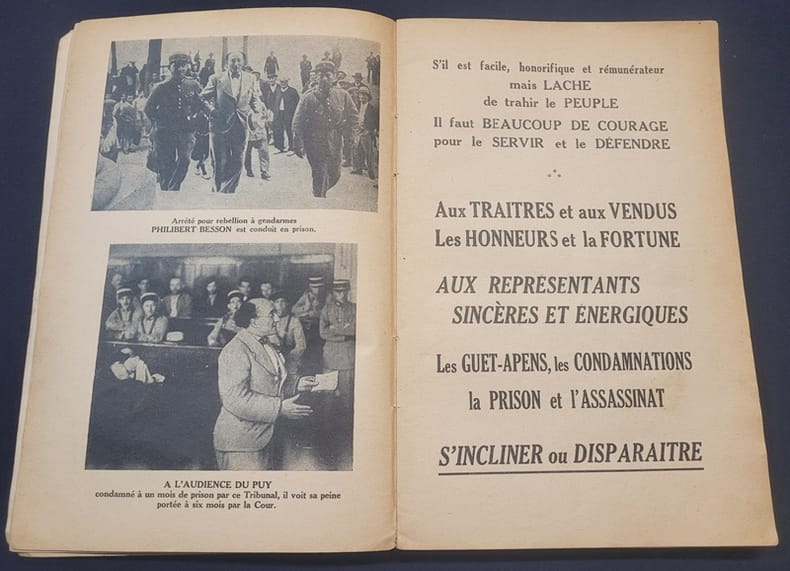 Arrêté pour rebellion à gendarmes
PHILIBERT BESSON est conduit en prison.
A L'AUDIENCE DU PUY
condamné à un mois de prison par ce Tribunal, il voit sa peine
portée à six mois par la Cour.
S'il est facile, honorifique et rémunérateur
mais LACHE
de trahir le PEUPLE
Il faut BEAUCOUP DE COURAGE
pour le SERVIR et le DÉFENDRE
Aux TRAITRES et aux VENDUS
Les HONNEURS et la FORTUNE
AUX REPRÉSENTANTS
SINCÈRES ET ÉNERGIQUES
Les GUET-APENS, les CONDAMNATIONS
la PRISON et l'ASSASSINAT
S'INCLINER ou DISPARAITRE